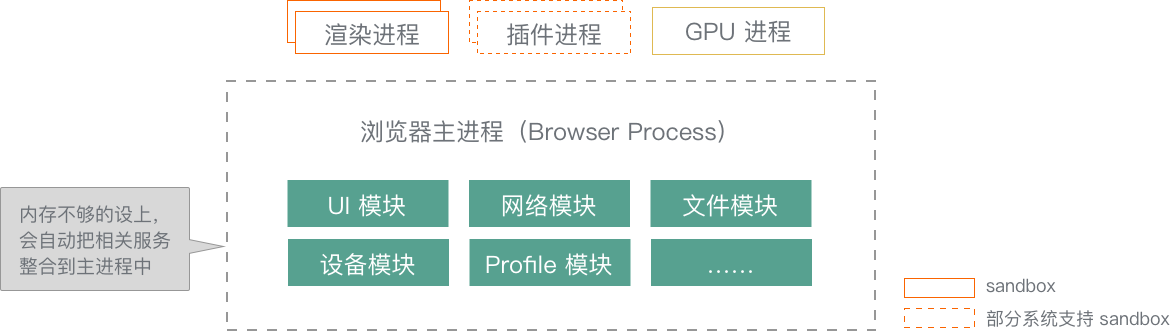 渲染进程
插件进程
GPU 进程
浏览器主进程（Browser Process）
UI 模块
网络模块
文件模块
设备模块
Profile 模块
……
内存不够的设上，
会自动把相关服务
整合到主进程中
sandbox
部分系统支持 sandbox